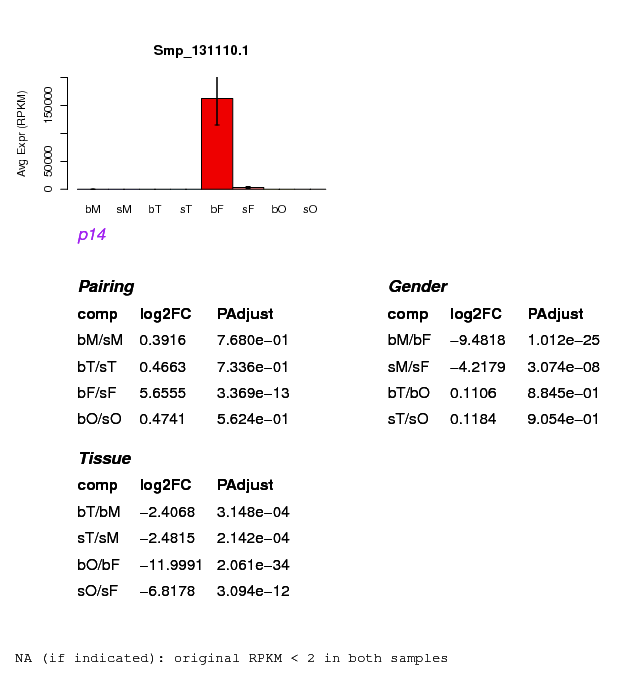 Smp_131110.1
Avg Expr (RPKM)
150000
50000
0
bM sM bT sT bF sF bO sO
p14
Pairing
comp log2FC PAdjust
bM/sM 0.3916 7.680e−01
bT/sT 0.4663 7.336e−01
bF/sF 5.6555 3.369e−13
bO/sO 0.4741 5.624e−01
Gender
comp log2FC PAdjust
bM/bF −9.4818 1.012e−25
sM/sF −4.2179 3.074e−08
bT/bO 0.1106 8.845e−01
sT/sO 0.1184 9.054e−01
Tissue
comp log2FC PAdjust
bT/bM −2.4068 3.148e−04
sT/sM −2.4815 2.142e−04
bO/bF −11.9991 2.061e−34
sO/sF −6.8178 3.094e−12
NA (if indicated): original RPKM < 2 in both samples